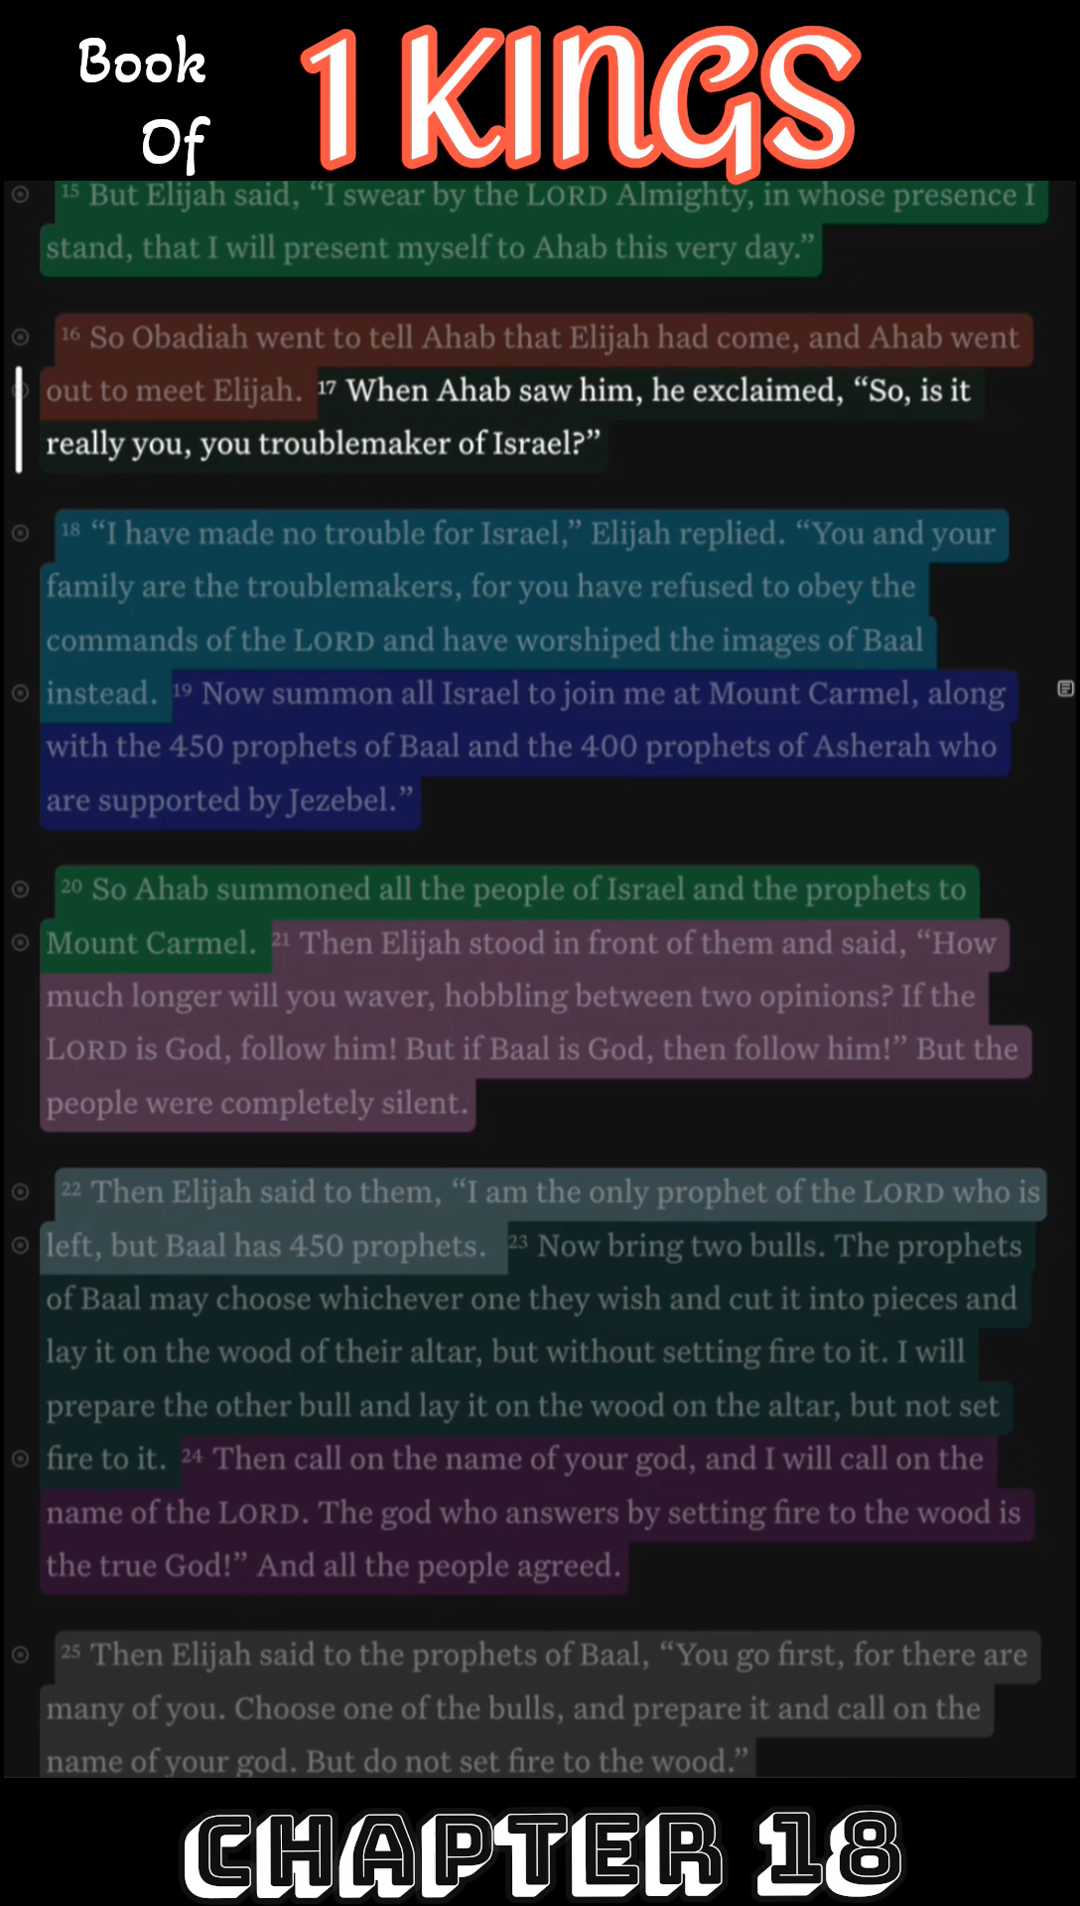 Book
Of
1 KINGS
15 But Elijah said, “I swear by the LORD Almighty, in whose presence I
stand, that I will present myself to Ahab this very day.”
16 So Obadiah went to tell Ahab that Elijah had come, and Ahab went
out to meet Elijah. 17 When Ahab saw him, he exclaimed, “So, is it
really you, you troublemaker of Israel?”
18 “I have made no trouble for Israel,” Elijah replied. “You and your
family are the troublemakers, for you have refused to obey the
commands of the LORD and have worshiped the images of Baal
instead. 19 Now summon all Israel to join me at Mount Carmel, along
with the 450 prophets of Baal and the 400 prophets of Asherah who
are supported by Jezebel.”
20 So Ahab summoned all the people of Israel and the prophets to
Mount Carmel. 21 Then Elijah stood in front of them and said, “How
much longer will you waver, hobbling between two opinions? If the
LORD is God, follow him! But if Baal is God, then follow him!” But the
people were completely silent.
22 Then Elijah said to them, “I am the only prophet of the LORD who is
left, but Baal has 450 prophets. 23 Now bring two bulls. The prophets
of Baal may choose whichever one they wish and cut it into pieces and
lay it on the wood of their altar, but without setting fire to it. I will
prepare the other bull and lay it on the wood on the altar, but not set
fire to it. 24 Then call on the name of your god, and I will call on the
name of the LORD. The god who answers by setting fire to the wood is
the true God!” And all the people agreed.
25 Then Elijah said to the prophets of Baal, “You go first, for there are
many of you. Choose one of the bulls, and prepare it and call on the
name of your god. But do not set fire to the wood.”
CHAPTER 18